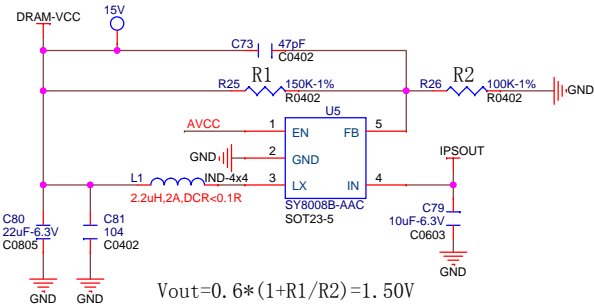 DRAM-VCC
15V
C73
47pF
C0402
R25
R1
150K-1%
R0402
R26
R2
100K-1%
R0402
GND
U5
AVCC
1
EN
FB
5
GND
2
GND
IPSOUT
L1
IND-4x4
3
LX
IN
4
2.2uH,2A,DCR<0.1R
SY8008B-AAC
SOT23-5
C79
10uF-6.3V
C0603
C80
22uF-6.3V
C0805
C81
104
C0402
GND
GND
GND
Vout=0.6*(1+R1/R2)=1.50V